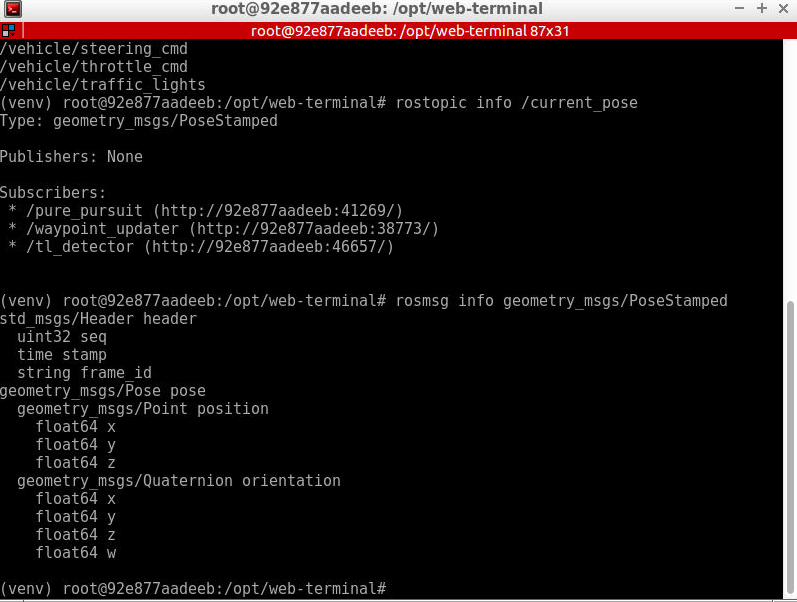 root@92e877aadeeb: /opt/web-terminal
root@92e877aadeeb: /opt/web-terminal 87x31
/vehicle/steering_cmd
/vehicle/throttle_cmd
/vehicle/traffic_lights
(venv) root@92e877aadeeb:/opt/web-terminal# rostopic info /current_pose
Type: geometry_msgs/PoseStamped

Publishers: None

Subscribers:
 * /pure_pursuit (http://92e877aadeeb:41269/)
 * /waypoint_updater (http://92e877aadeeb:38773/)
 * /tl_detector (http://92e877aadeeb:46657/)


(venv) root@92e877aadeeb:/opt/web-terminal# rosmsg info geometry_msgs/PoseStamped
std_msgs/Header header
  uint32 seq
  time stamp
  string frame_id
geometry_msgs/Pose pose
  geometry_msgs/Point position
    float64 x
    float64 y
    float64 z
  geometry_msgs/Quaternion orientation
    float64 x
    float64 y
    float64 z
    float64 w

(venv) root@92e877aadeeb:/opt/web-terminal#